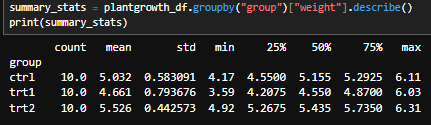 summary_stats = plantgrowth_df.groupby("group")["weight"].describe()
print(summary_stats)
count mean std min 25% 50% 75% max
group
ctrl 10.0 5.032 0.583091 4.17 4.5500 5.155 5.2925 6.11
trt1 10.0 4.661 0.793676 3.59 4.2075 4.550 4.8700 6.03
trt2 10.0 5.526 0.442573 4.92 5.2675 5.435 5.7350 6.31